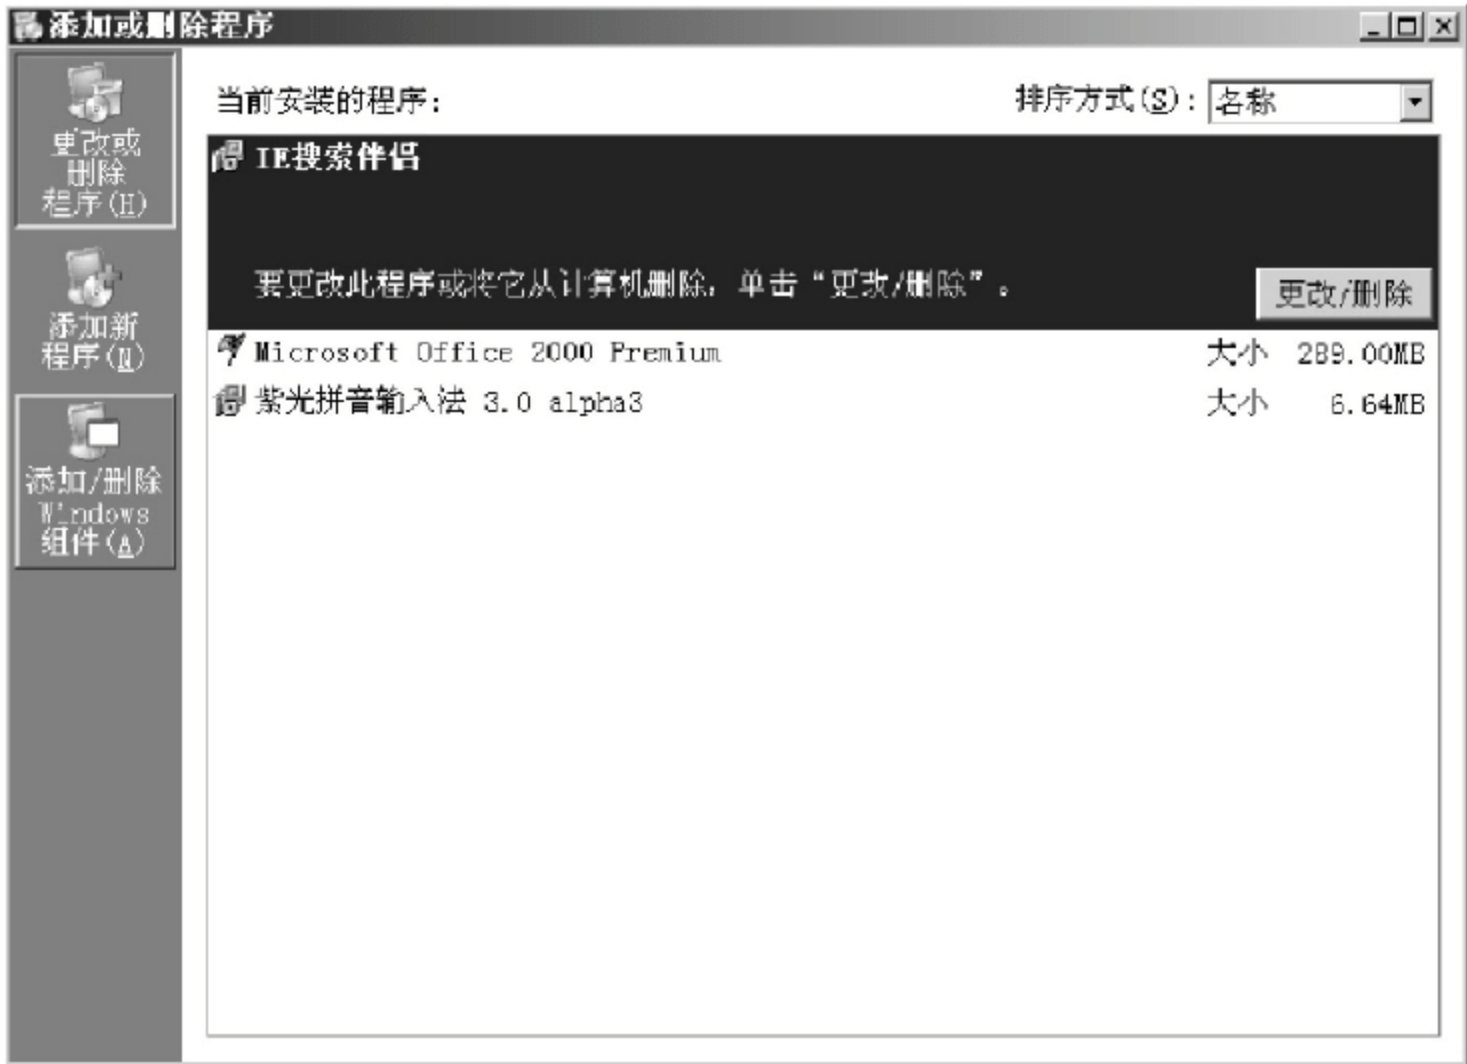 添加或删除程序
更改或
删除
程序(H)
添加新
程序(N)
添加/删除
Windows
组件(A)
当前安装的程序:
排序方式(S): 名称
IE搜索伴侣
要更改此程序或将它从计算机删除，单击“更改/删除”。
更改/删除
Microsoft Office 2000 Premium 大小 289.00MB
紫光拼音输入法 3.0 alpha3 大小 6.64MB